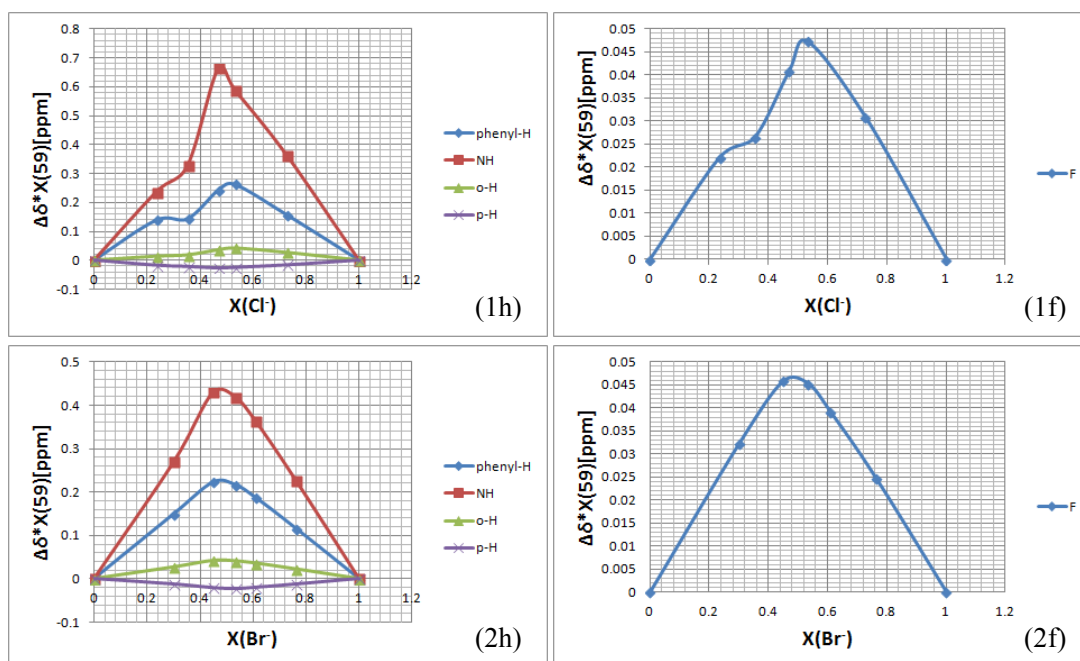 Δδ*X(59)[ppm]
0.8
0.7
0.6
0.5
0.4
0.3
0.2
0.1
0
-0.1
0 0.2 0.4 0.6 0.8 1 1.2
X(Cl⁻)
phenyl-H
NH
o-H
p-H
(1h)
Δδ*X(59)[ppm]
0.05
0.045
0.04
0.035
0.03
0.025
0.02
0.015
0.01
0.005
0
0 0.2 0.4 0.6 0.8 1 1.2
X(Cl⁻)
F
(1f)
Δδ*X(59)[ppm]
0.5
0.4
0.3
0.2
0.1
0
-0.1
0 0.2 0.4 0.6 0.8 1 1.2
X(Br⁻)
phenyl-H
NH
o-H
p-H
(2h)
Δδ*X(59)[ppm]
0.05
0.045
0.04
0.035
0.03
0.025
0.02
0.015
0.01
0.005
0
0 0.2 0.4 0.6 0.8 1 1.2
X(Br⁻)
F
(2f)